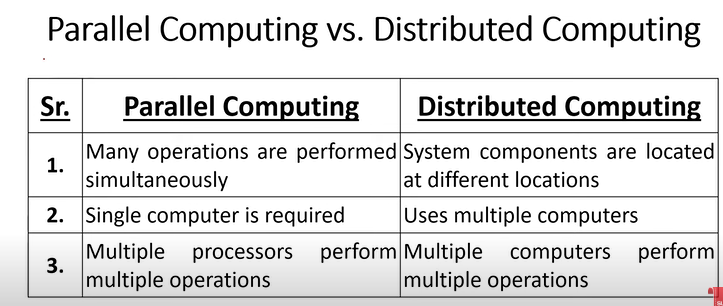 Parallel Computing vs. Distributed Computing
Sr. Parallel Computing Distributed Computing
1. Many operations are performed simultaneously System components are located at different locations
2. Single computer is required Uses multiple computers
3. Multiple processors perform multiple operations Multiple computers perform multiple operations